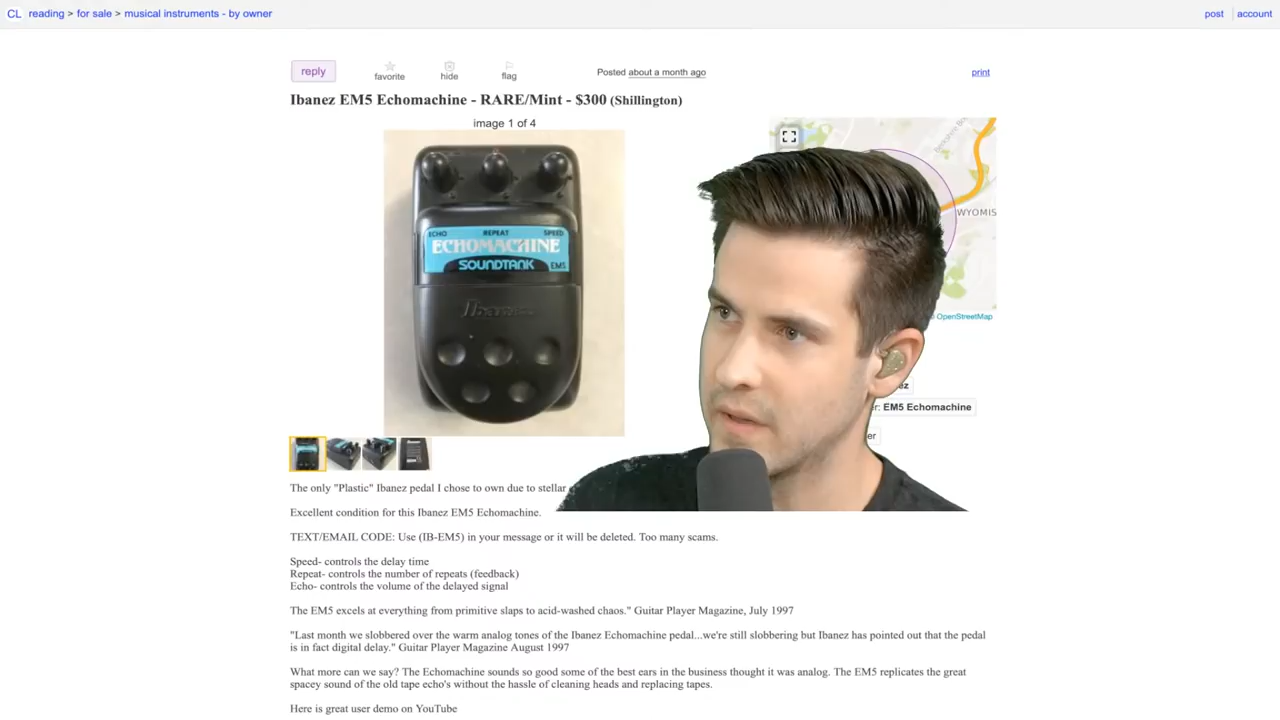 CL reading > for sale > musical instruments - by owner
post account
reply favorite hide flag Posted about a month ago print
Ibanez EM5 Echomachine - RARE/Mint - $300 (Shillington)
image 1 of 4
ECHO REPEAT SPEED
ECHOMACHINE
SOUNDTANK EM5
Ibanez
WYOMIS
OpenStreetMap
ez
er: EM5 Echomachine
er
The only "Plastic" Ibanez pedal I chose to own due to stellar
Excellent condition for this Ibanez EM5 Echomachine.
TEXT/EMAIL CODE: Use (IB-EM5) in your message or it will be deleted. Too many scams.
Speed- controls the delay time
Repeat- controls the number of repeats (feedback)
Echo- controls the volume of the delayed signal
The EM5 excels at everything from primitive slaps to acid-washed chaos." Guitar Player Magazine, July 1997
"Last month we slobbered over the warm analog tones of the Ibanez Echomachine pedal...we're still slobbering but Ibanez has pointed out that the pedal
is in fact digital delay." Guitar Player Magazine August 1997
What more can we say? The Echomachine sounds so good some of the best ears in the business thought it was analog. The EM5 replicates the great
spacey sound of the old tape echo's without the hassle of cleaning heads and replacing tapes.
Here is great user demo on YouTube